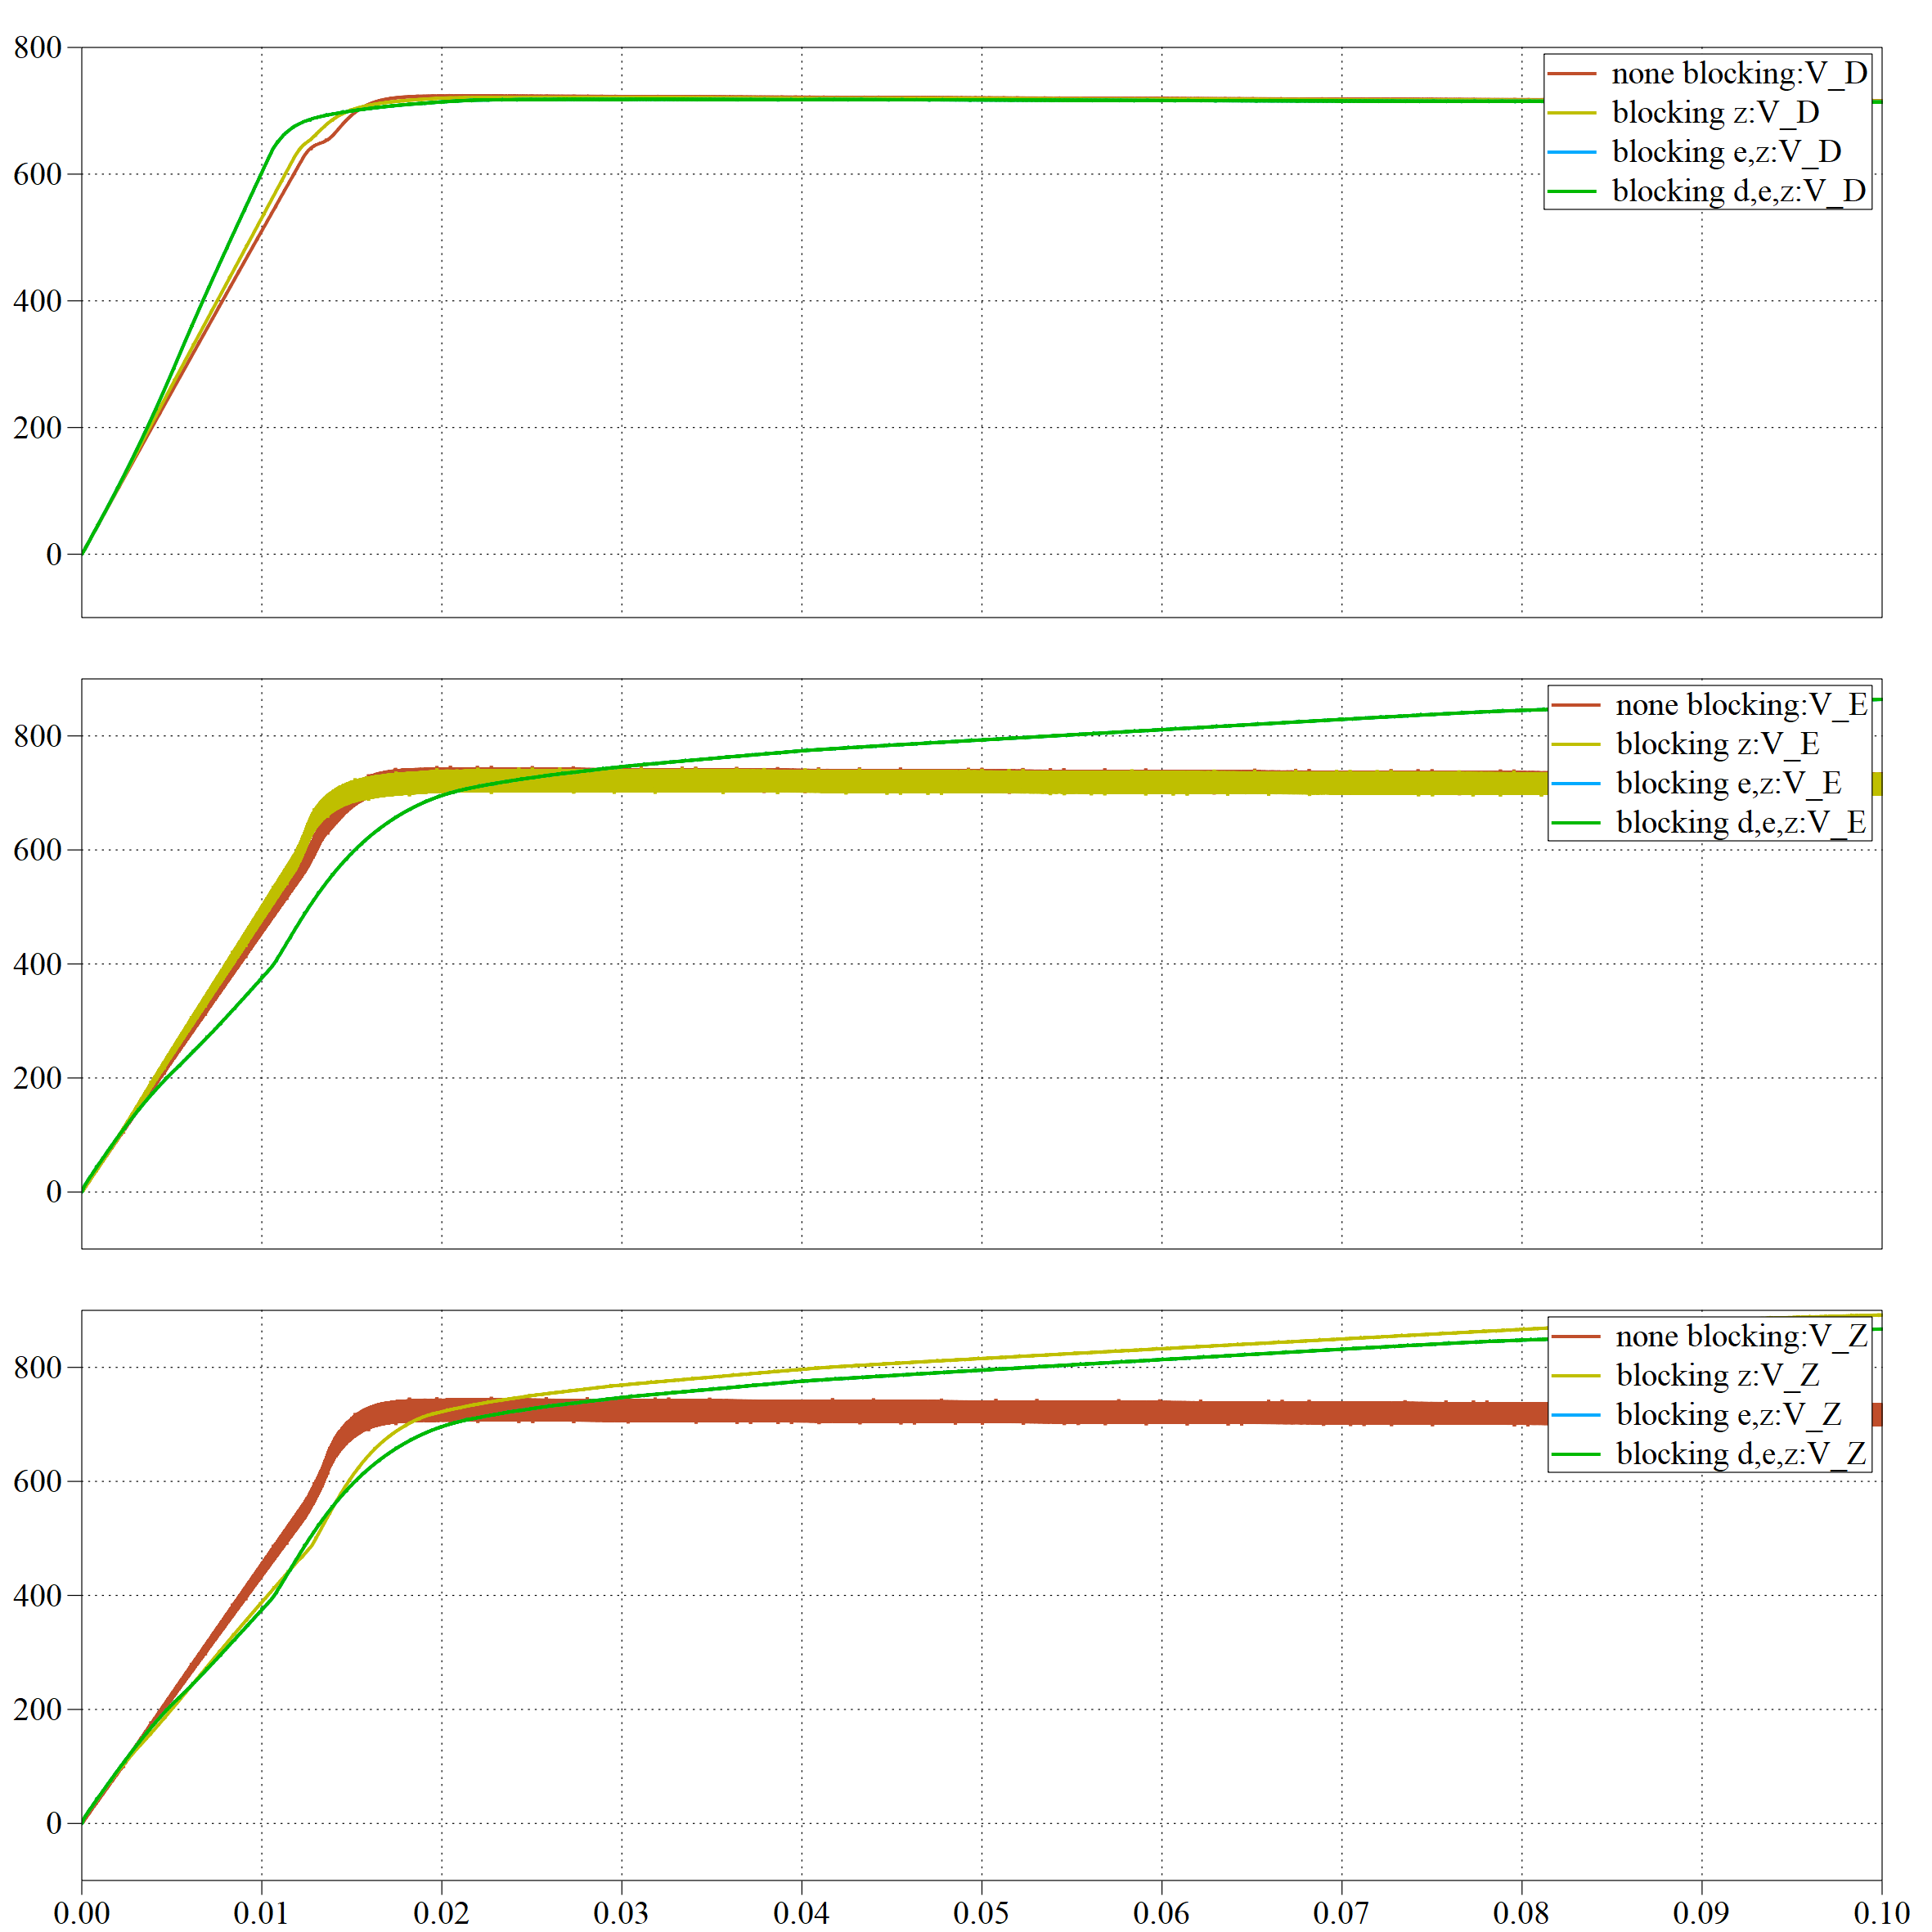 800
600
400
200
0
none blocking:V_D
blocking z:V_D
blocking e,z:V_D
blocking d,e,z:V_D
800
600
400
200
0
none blocking:V_E
blocking z:V_E
blocking e,z:V_E
blocking d,e,z:V_E
800
600
400
200
0
none blocking:V_Z
blocking z:V_Z
blocking e,z:V_Z
blocking d,e,z:V_Z
0.00 0.01 0.02 0.03 0.04 0.05 0.06 0.07 0.08 0.09 0.10